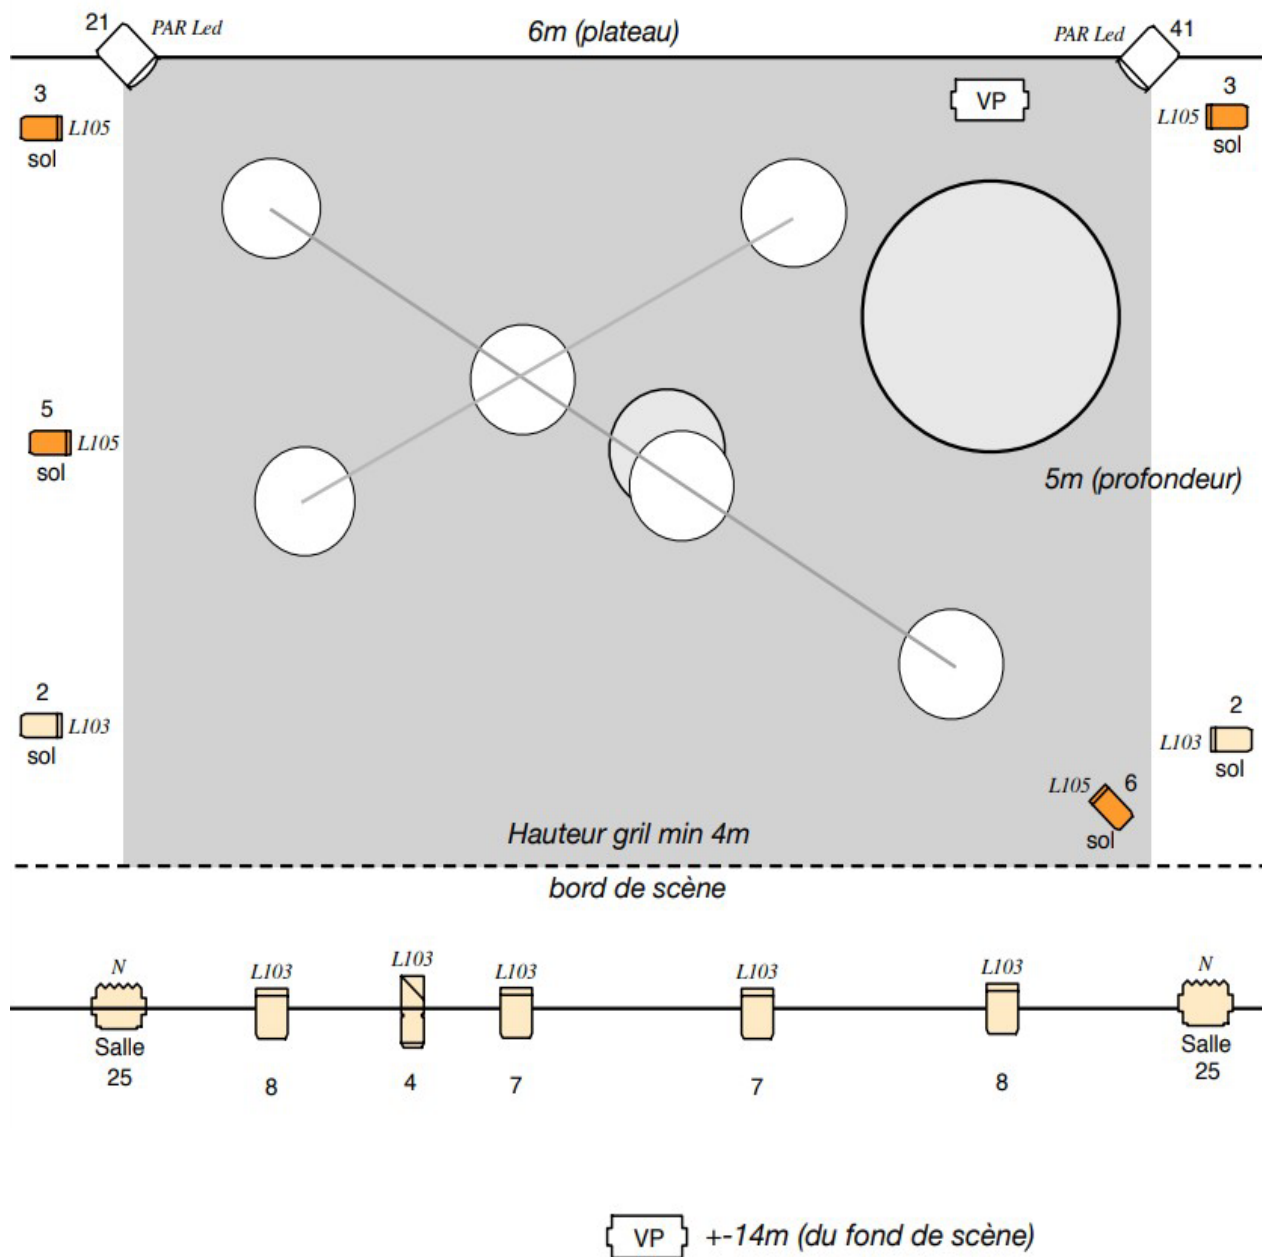 21 PAR Led 6m (plateau) PAR Led 41
VP
3 3
L105 L105
sol sol
5
L105
sol
5m (profondeur)
2 2
L103 L103
sol sol
L105 6
sol
Hauteur gril min 4m
bord de scène
N L103 L103 L103 L103 L103 N
Salle Salle
25 8 4 7 7 8 25
VP +-14m (du fond de scène)